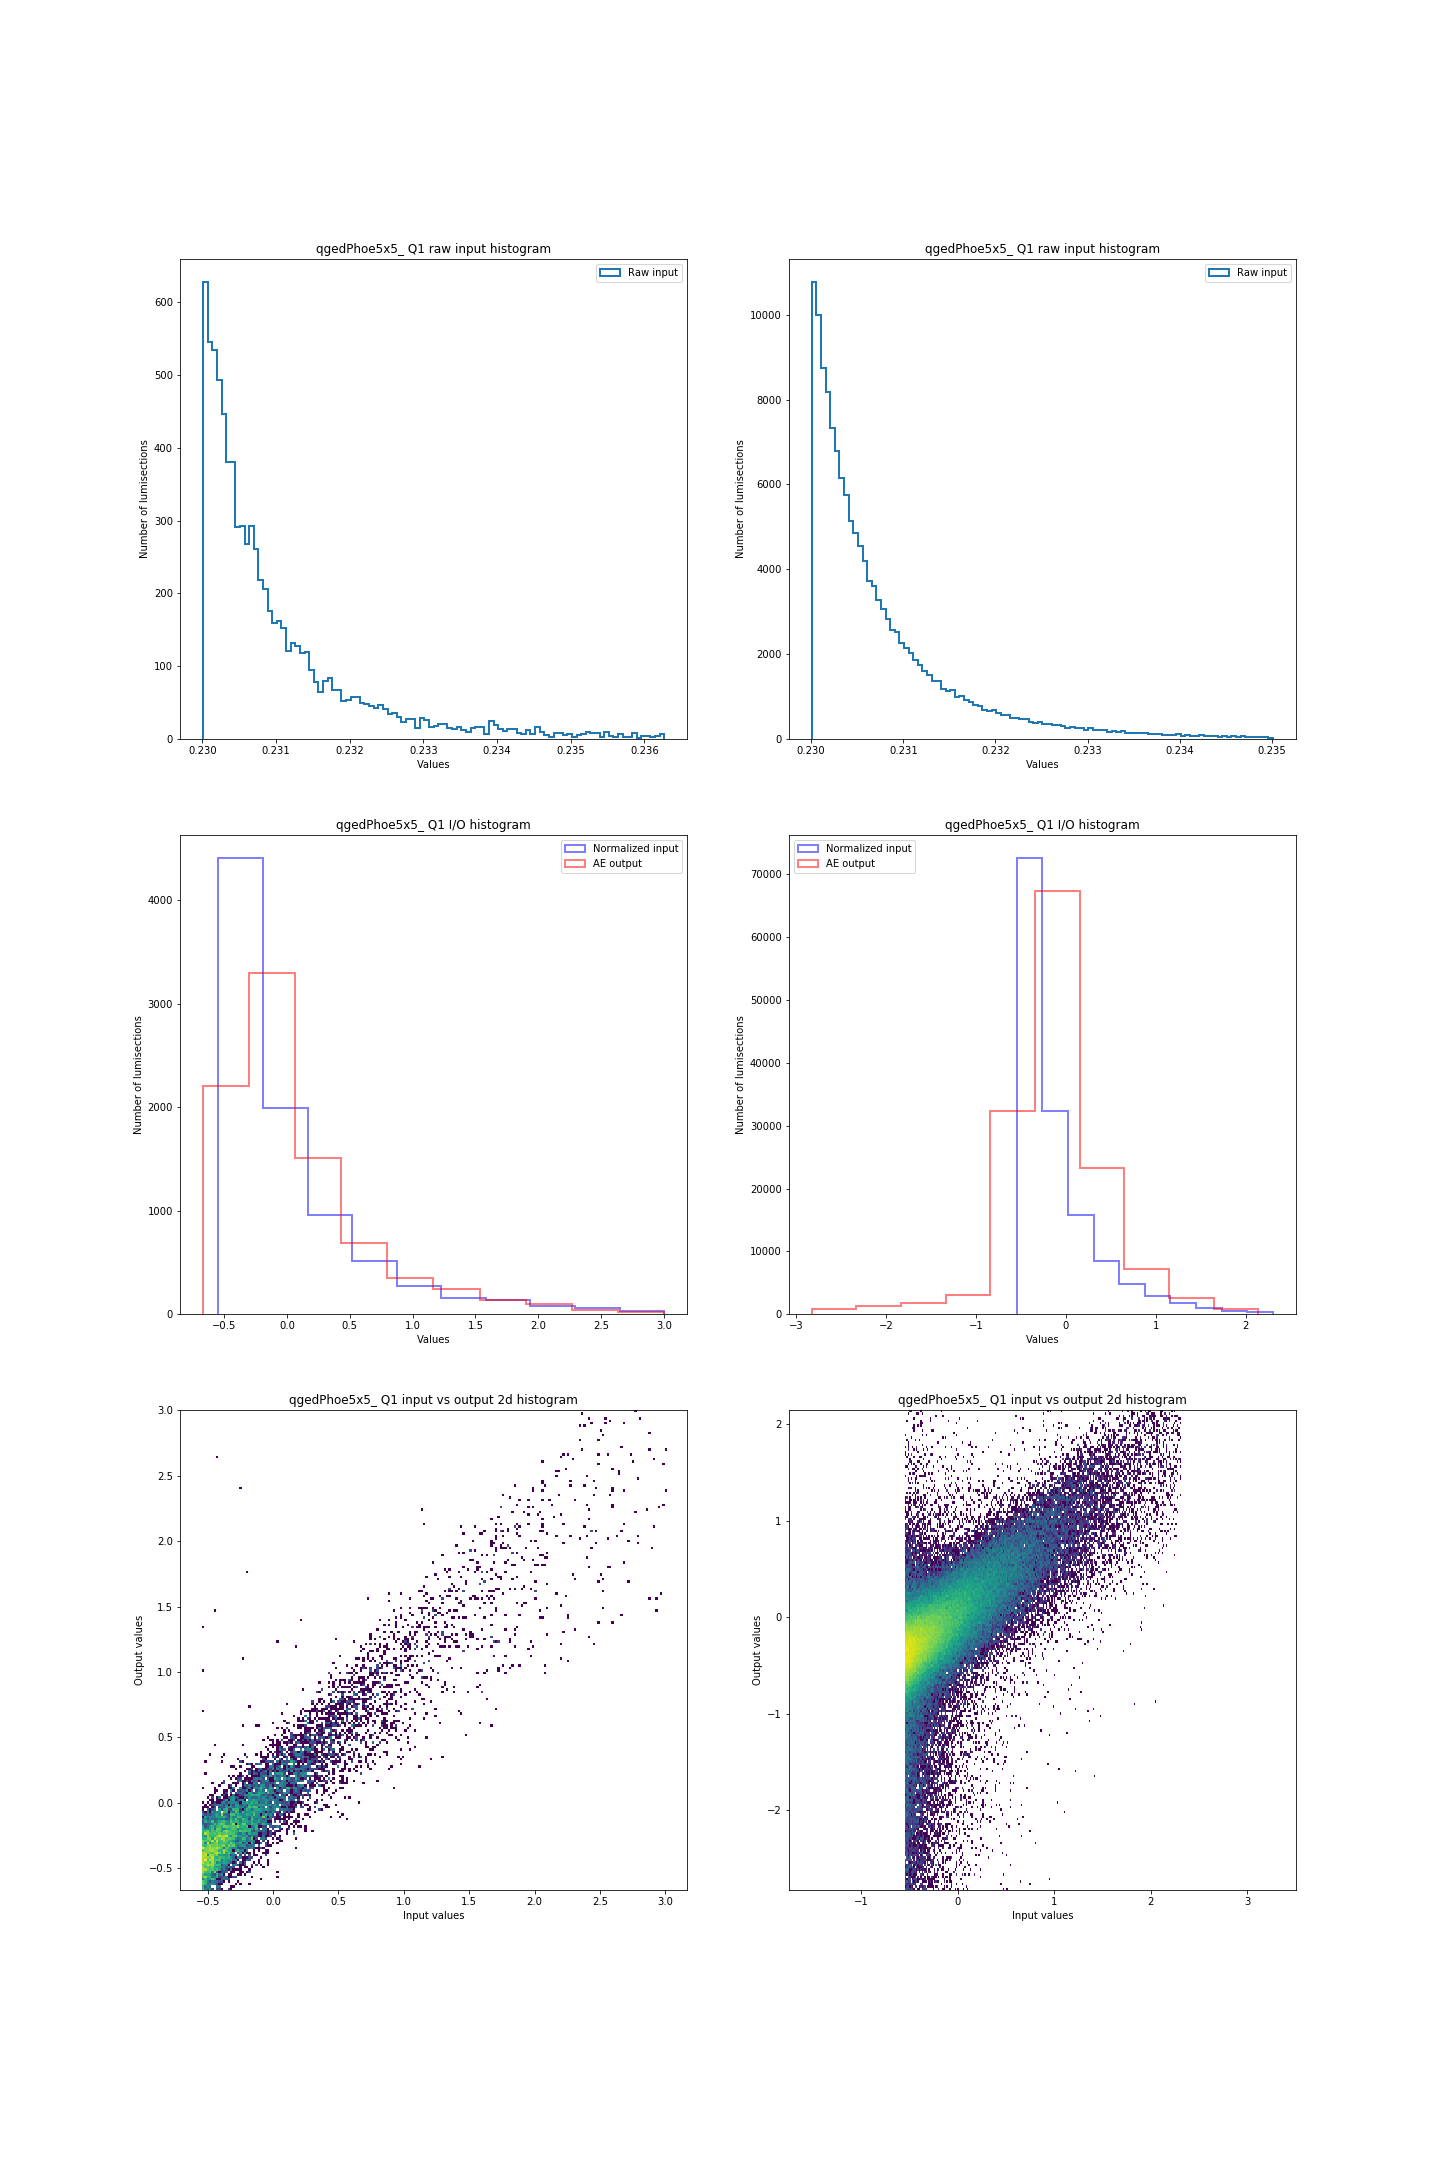 qgedPhoe5x5_ Q1 raw input histogram
Raw input
Number of lumisections
600
500
400
300
200
100
0
0.230 0.231 0.232 0.233 0.234 0.235 0.236
Values
qgedPhoe5x5_ Q1 raw input histogram
Raw input
Number of lumisections
10000
8000
6000
4000
2000
0
0.230 0.231 0.232 0.233 0.234 0.235
Values
qgedPhoe5x5_ Q1 I/O histogram
Normalized input
AE output
Number of lumisections
4000
3000
2000
1000
0
−0.5 0.0 0.5 1.0 1.5 2.0 2.5 3.0
Values
qgedPhoe5x5_ Q1 I/O histogram
Normalized input
AE output
Number of lumisections
70000
60000
50000
40000
30000
20000
10000
0
−3 −2 −1 0 1 2
Values
qgedPhoe5x5_ Q1 input vs output 2d histogram
Output values
3.0
2.5
2.0
1.5
1.0
0.5
0.0
−0.5
−0.5 0.0 0.5 1.0 1.5 2.0 2.5 3.0
Input values
qgedPhoe5x5_ Q1 input vs output 2d histogram
Output values
2
1
0
−1
−2
−1 0 1 2 3
Input values